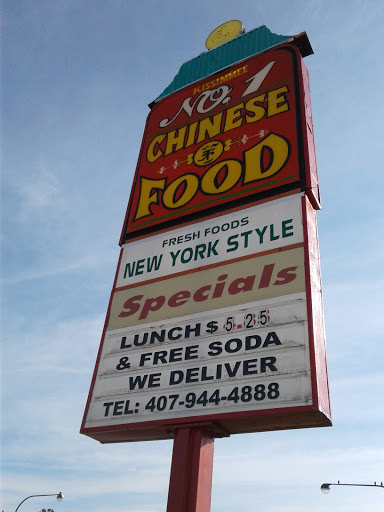 KISSIMMEE
NO. 1
CHINESE
FOOD
FRESH FOODS
NEW YORK STYLE
Specials
LUNCH $ 5.25
& FREE SODA
WE DELIVER
TEL: 407-944-4888